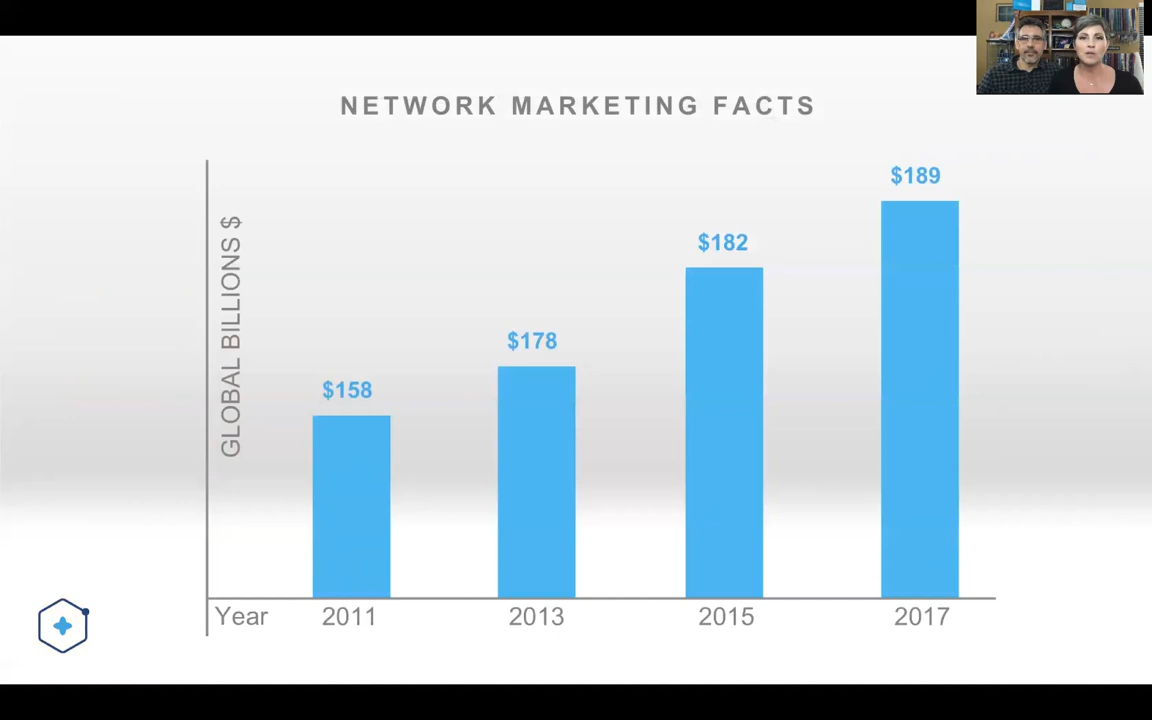 NETWORK MARKETING FACTS
GLOBAL BILLIONS $
$158
$178
$182
$189
Year 2011 2013 2015 2017